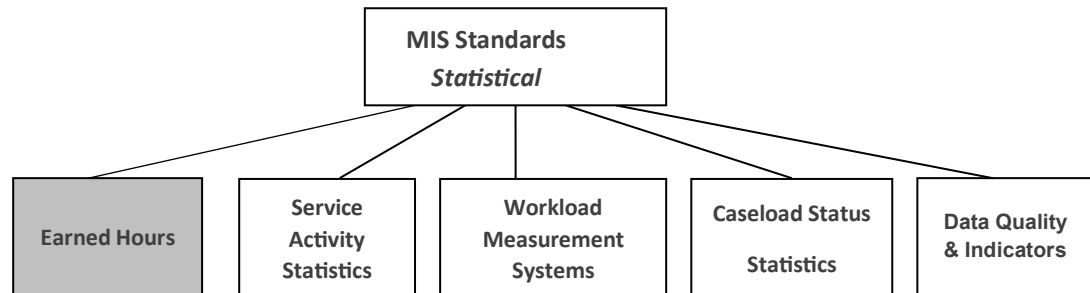 MIS Standards
Statistical
Earned Hours
Service
Activity
Statistics
Workload
Measurement
Systems
Caseload Status
Statistics
Data Quality
& Indicators